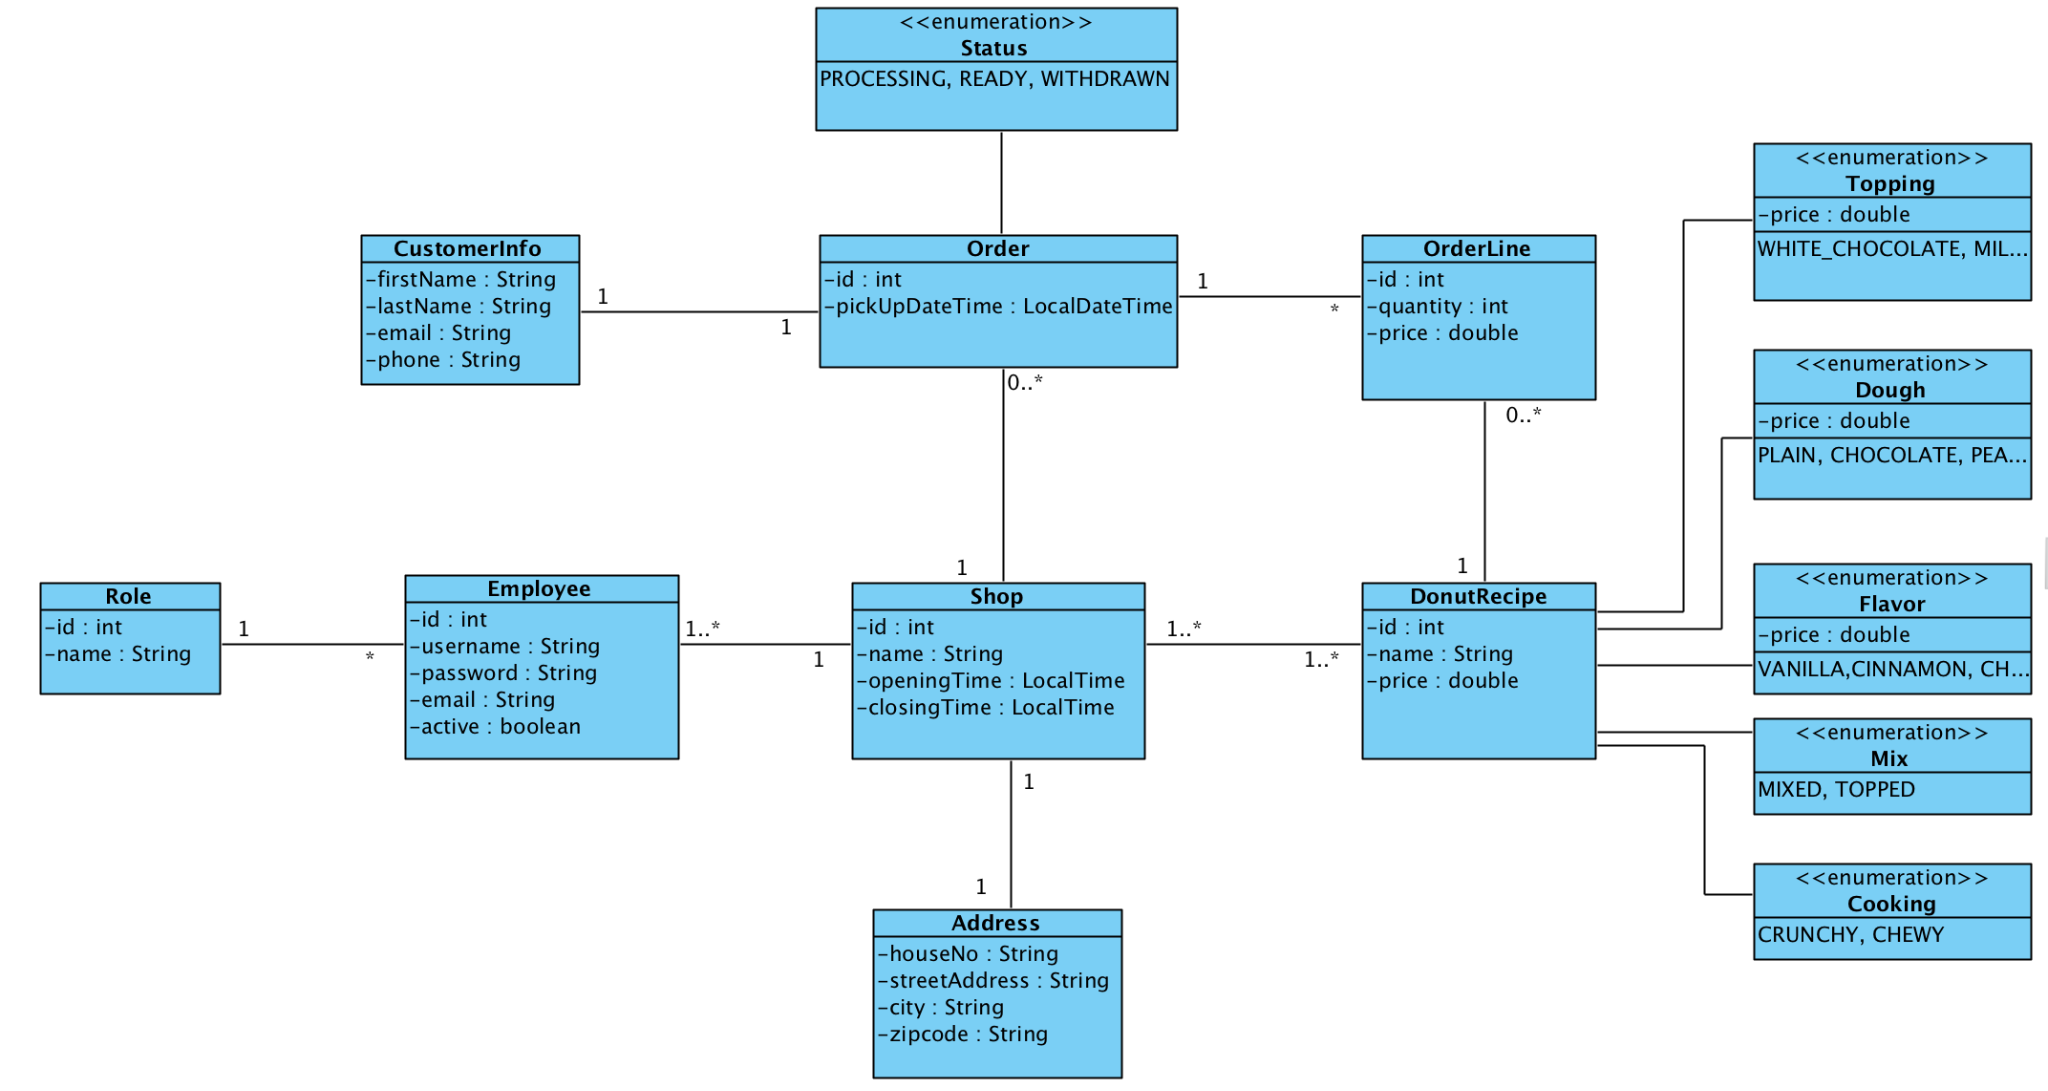 <<enumeration>>
Status
PROCESSING, READY, WITHDRAWN
<<enumeration>>
Topping
-price : double
WHITE_CHOCOLATE, MIL...
CustomerInfo
-firstName : String
-lastName : String
-email : String
-phone : String
1
1
Order
-id : int
-pickUpDateTime : LocalDateTime
1
*
OrderLine
-id : int
-quantity : int
-price : double
<<enumeration>>
Dough
-price : double
PLAIN, CHOCOLATE, PEA...
0..*
0..*
1
1
Role
-id : int
-name : String
1
*
Employee
-id : int
-username : String
-password : String
-email : String
-active : boolean
1..*
1
Shop
-id : int
-name : String
-openingTime : LocalTime
-closingTime : LocalTime
1..*
1..*
DonutRecipe
-id : int
-name : String
-price : double
<<enumeration>>
Flavor
-price : double
VANILLA,CINNAMON, CH...
<<enumeration>>
Mix
MIXED, TOPPED
1
1
<<enumeration>>
Cooking
CRUNCHY, CHEWY
Address
-houseNo : String
-streetAddress : String
-city : String
-zipcode : String